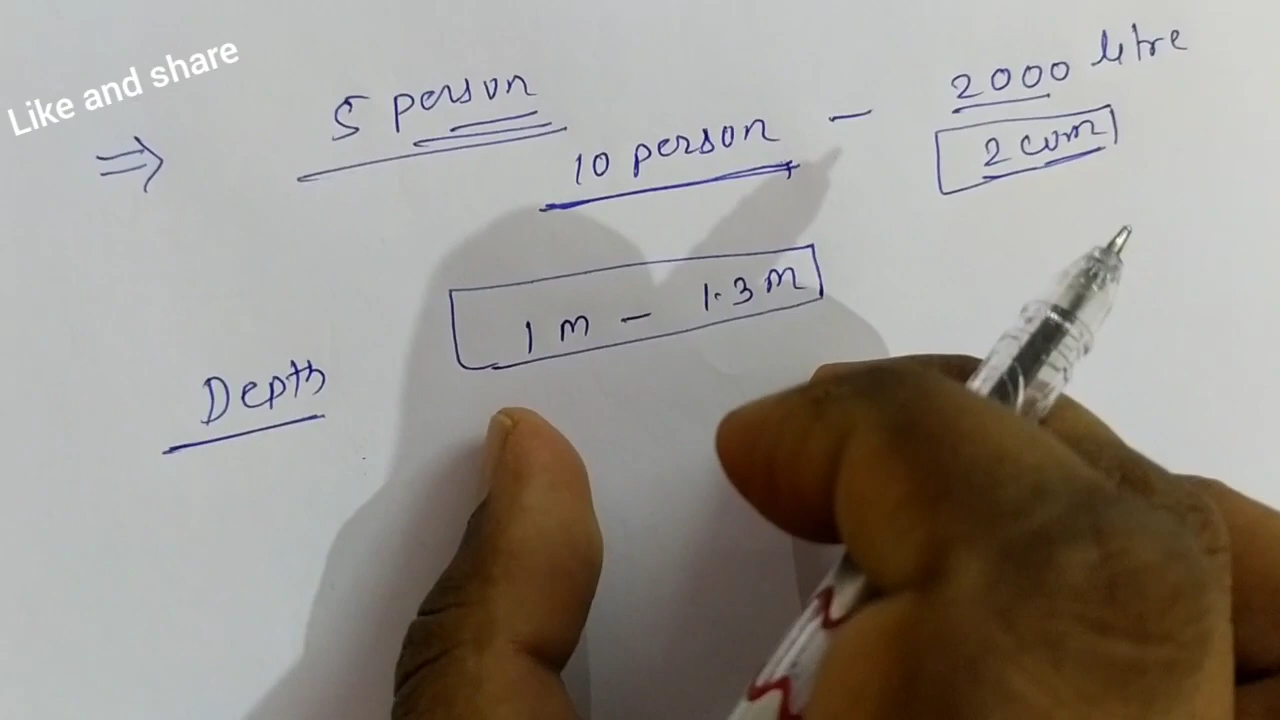 Like and share
⇒ 5 person
10 person - 2000 litre
2 cum
1 m - 1.3 m
Depth